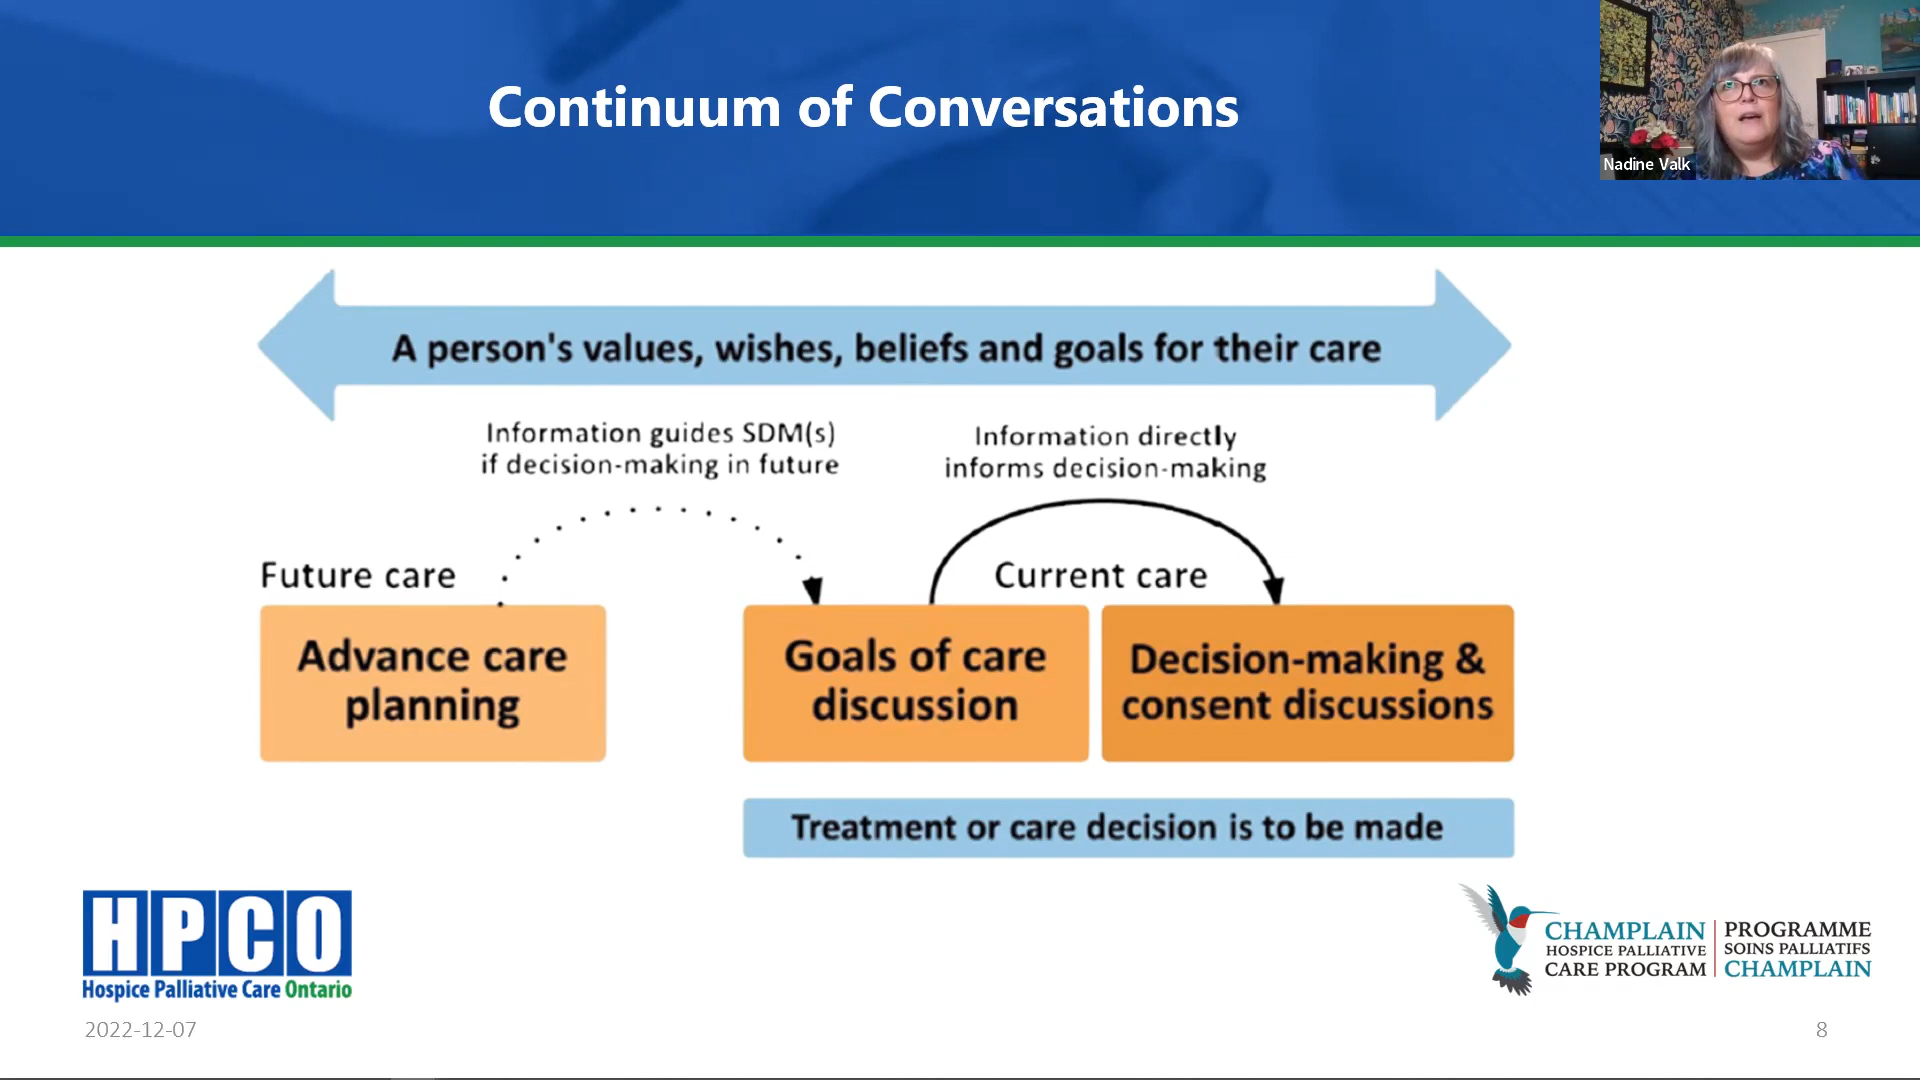 Continuum of Conversations
Nadine Valk
A person's values, wishes, beliefs and goals for their care
Information guides SDM(s)
if decision-making in future
Information directly
informs decision-making
Future care
Current care
Advance care
planning
Goals of care
discussion
Decision-making &
consent discussions
Treatment or care decision is to be made
HPCO
Hospice Palliative Care Ontario
CHAMPLAIN
HOSPICE PALLIATIVE
CARE PROGRAM
PROGRAMME
SOINS PALLIATIFS
CHAMPLAIN
2022-12-07
8